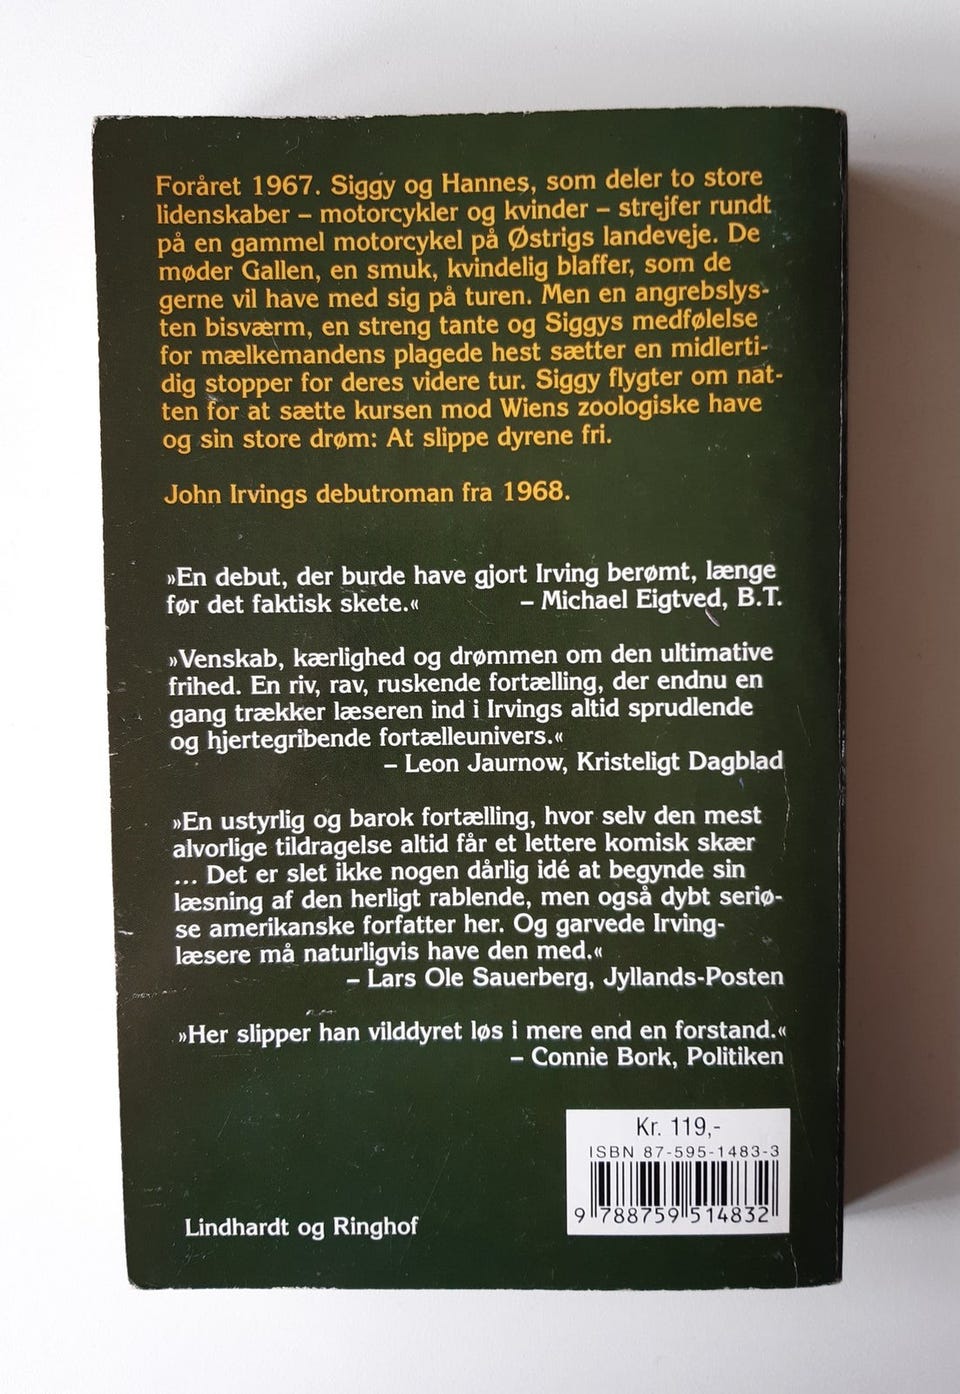 Foråret 1967. Siggy og Hannes, som deler to store
lidenskaber – motorcykler og kvinder – strejfer rundt
på en gammel motorcykel på Østrigs landeveje. De
møder Gallen, en smuk, kvindelig blaffer, som de
gerne vil have med sig på turen. Men en angrebslys-
ten bisværm, en streng tante og Siggys medfølelse
for mælkemandens plagede hest sætter en midlerti-
dig stopper for deres videre tur. Siggy flygter om nat-
ten for at sætte kursen mod Wiens zoologiske have
og sin store drøm: At slippe dyrene fri.
John Irvings debutroman fra 1968.
»En debut, der burde have gjort Irving berømt, længe
før det faktisk skete.« – Michael Eigtved, B.T.
»Venskab, kærlighed og drømmen om den ultimative
frihed. En riv, rav, ruskende fortælling, der endnu en
gang trækker læseren ind i Irvings altid sprudlende
og hjertegribende fortælleunivers.«
– Leon Jaurnow, Kristeligt Dagblad
»En ustyrlig og barok fortælling, hvor selv den mest
alvorlige tildragelse altid får et lettere komisk skær
... Det er slet ikke nogen dårlig idé at begynde sin
læsning af den herligt rablende, men også dybt seriø-
se amerikanske forfatter her. Og garvede Irving-
læsere må naturligvis have den med.«
– Lars Ole Sauerberg, Jyllands-Posten
»Her slipper han vilddyret løs i mere end en forstand.«
– Connie Bork, Politiken
Kr. 119,-
ISBN 87-595-1483-3
9 788759 514832
Lindhardt og Ringhof